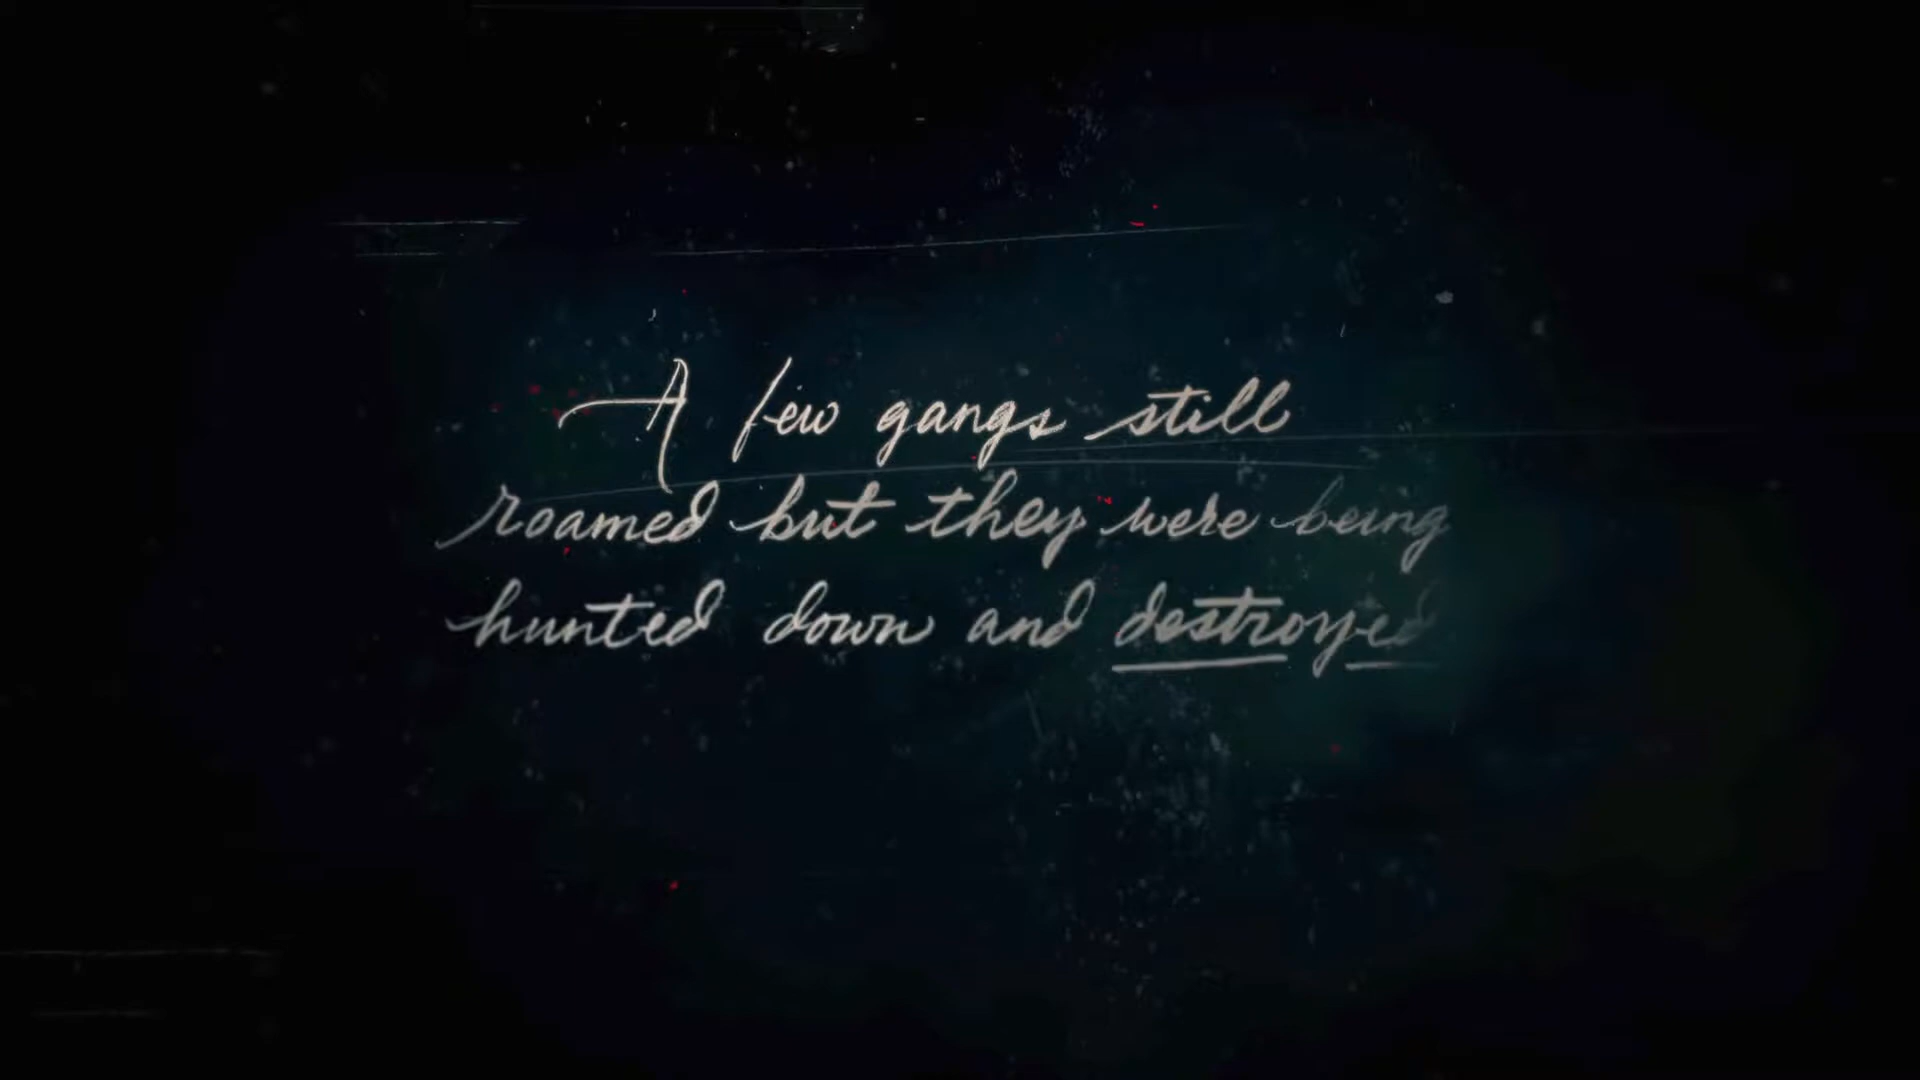 A few gangs still
roamed but they were being
hunted down and destroyed